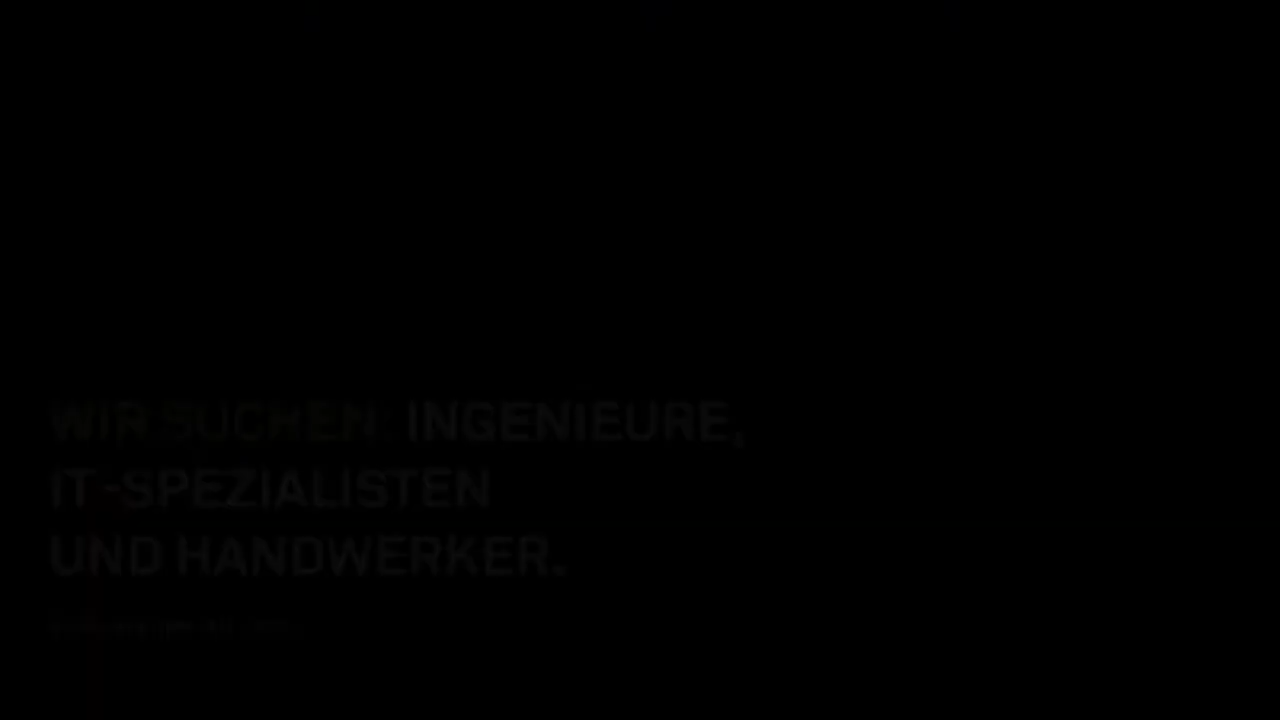 WIR SUCHEN: INGENIEURE,
IT-SPEZIALISTEN
UND HANDWERKER.